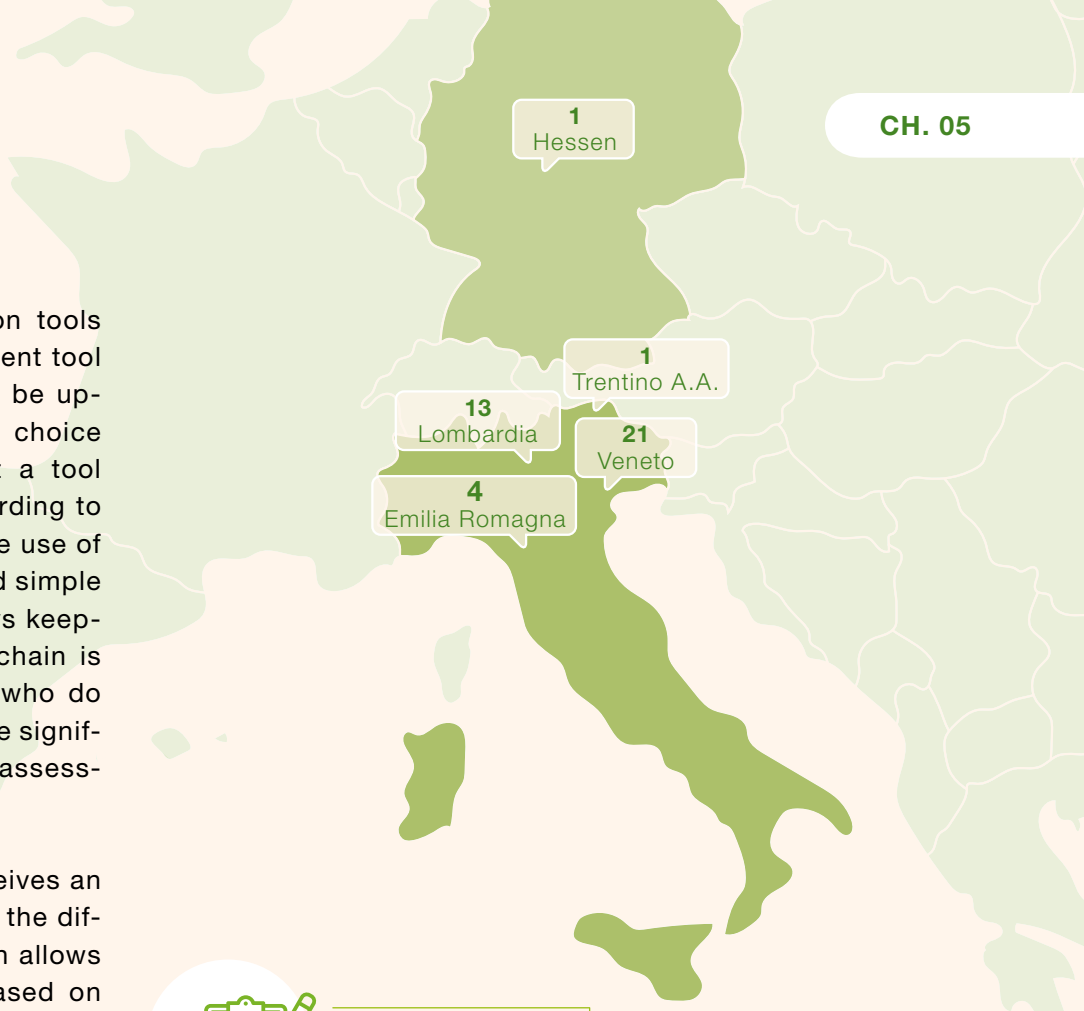 CH. 05
1
Hessen
1
Trentino A.A.
13
Lombardia
21
Veneto
4
Emilia Romagna
on tools
ent tool
be up-
choice
a tool
rding to
e use of
d simple
s keep-
chain is
who do
e signif-
assess-
eives an
the dif-
n allows
ased on